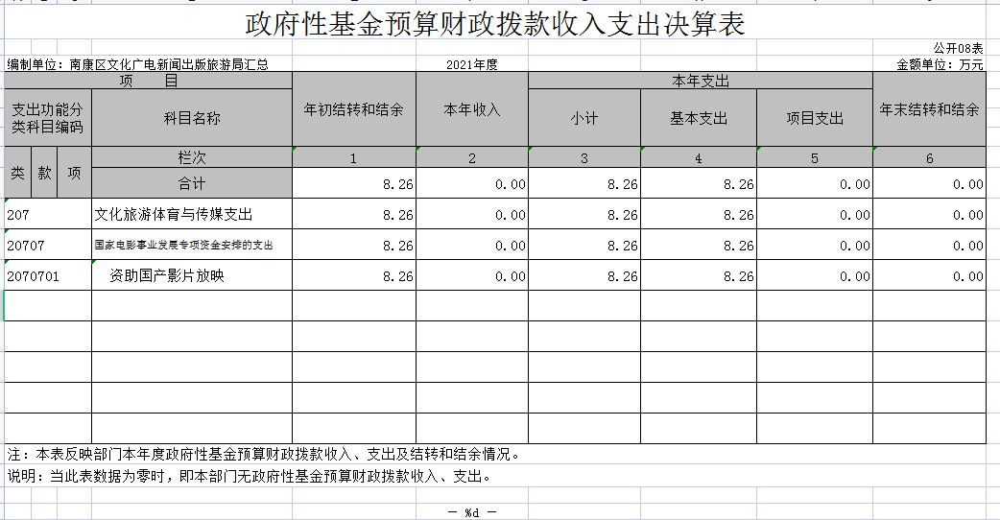 政府性基金预算财政拨款收入支出决算表
公开08表
编制单位：南康区文化广电新闻出版旅游局汇总 2021年度 金额单位：万元
项 目 年初结转和结余 本年收入 本年支出 年末结转和结余
支出功能分类科目编码 科目名称 小计 基本支出 项目支出
类 款 项 栏次 1 2 3 4 5 6
合计 8.26 0.00 8.26 8.26 0.00 0.00
207 文化旅游体育与传媒支出 8.26 0.00 8.26 8.26 0.00 0.00
20707 国家电影事业发展专项资金安排的支出 8.26 0.00 8.26 8.26 0.00 0.00
2070701 资助国产影片放映 8.26 0.00 8.26 8.26 0.00 0.00
注：本表反映部门本年度政府性基金预算财政拨款收入、支出及结转和结余情况。
说明：当此表数据为零时，即本部门无政府性基金预算财政拨款收入、支出。
— %d —